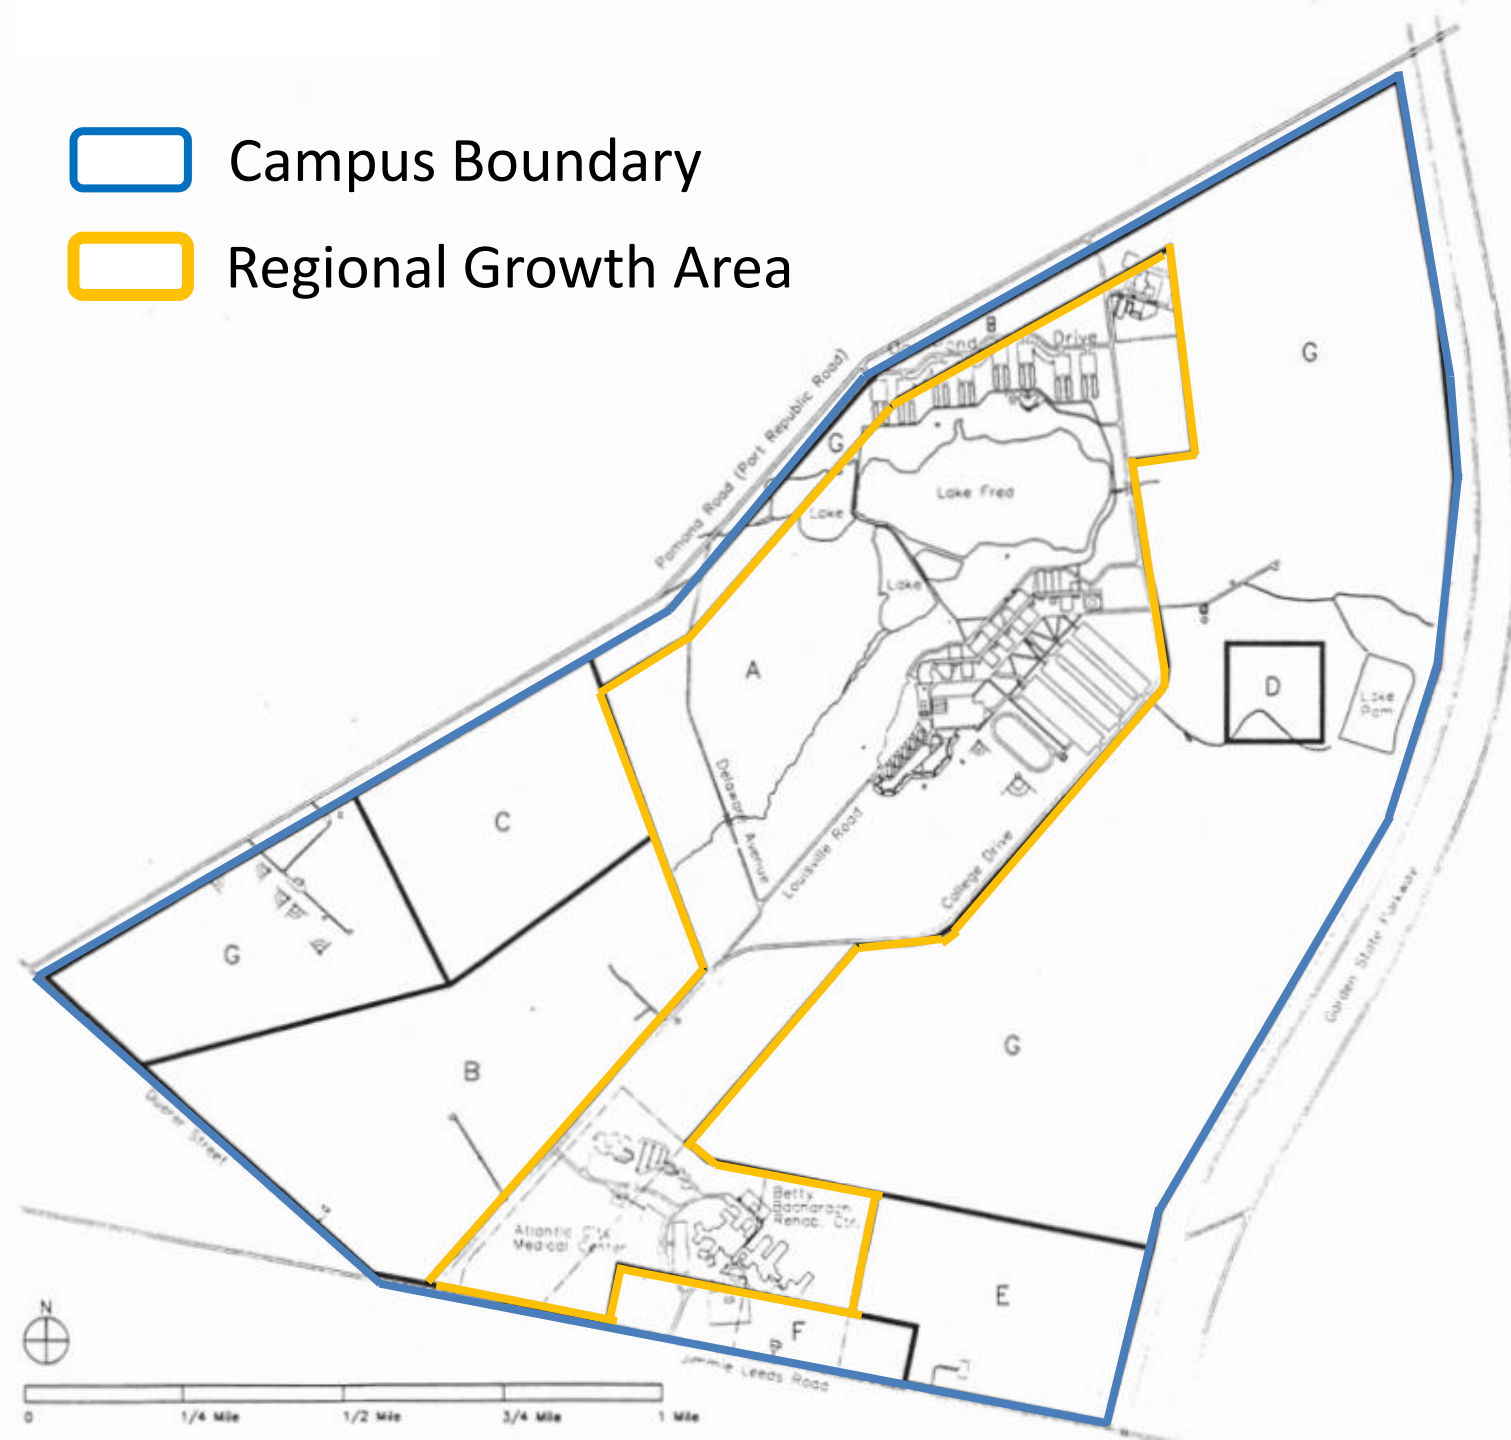 Campus Boundary
Regional Growth Area
B
Drive
G
Pomona Road (Port Republic Road)
G
Lake Fred
Lake
Lake
A
D
Lake
Pam
Delaware Avenue
C
Louisville Road
College Drive
Garden State Parkway
G
G
B
Duerer Street
Betty
Bacharach
Rehab. Ctr.
Atlantic City
Medical Center
E
F
Jimmie Leeds Road
N
0
1/4 Mile
1/2 Mile
3/4 Mile
1 Mile